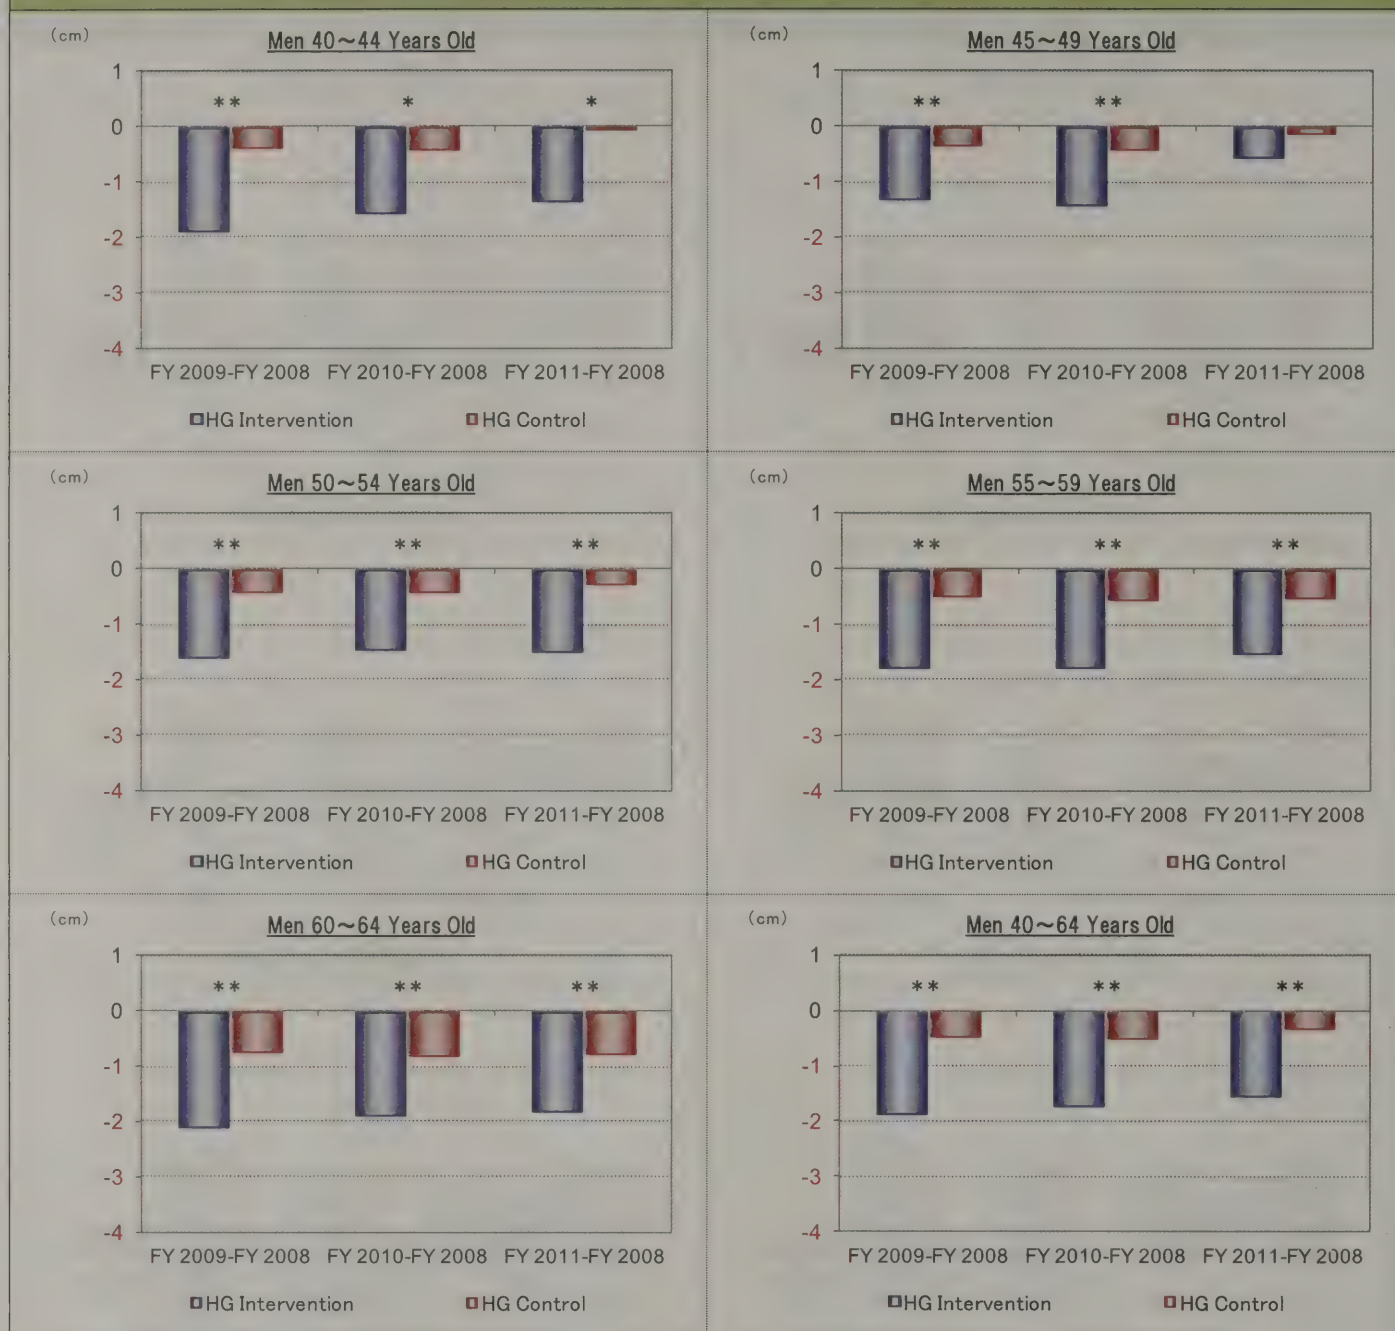 (cm)
Men 40～44 Years Old
1
0
-1
-2
-3
-4
** * *
FY 2009-FY 2008 FY 2010-FY 2008 FY 2011-FY 2008
HG Intervention HG Control
(cm)
Men 45～49 Years Old
1
0
-1
-2
-3
-4
** **
FY 2009-FY 2008 FY 2010-FY 2008 FY 2011-FY 2008
HG Intervention HG Control
(cm)
Men 50～54 Years Old
1
0
-1
-2
-3
-4
** ** **
FY 2009-FY 2008 FY 2010-FY 2008 FY 2011-FY 2008
HG Intervention HG Control
(cm)
Men 55～59 Years Old
1
0
-1
-2
-3
-4
** ** **
FY 2009-FY 2008 FY 2010-FY 2008 FY 2011-FY 2008
HG Intervention HG Control
(cm)
Men 60～64 Years Old
1
0
-1
-2
-3
-4
** ** **
FY 2009-FY 2008 FY 2010-FY 2008 FY 2011-FY 2008
HG Intervention HG Control
(cm)
Men 40～64 Years Old
1
0
-1
-2
-3
-4
** ** **
FY 2009-FY 2008 FY 2010-FY 2008 FY 2011-FY 2008
HG Intervention HG Control